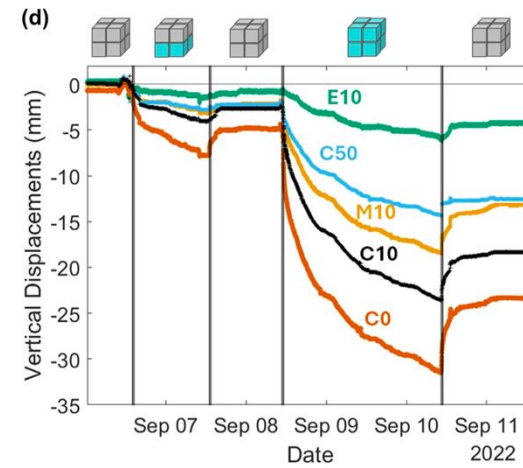 (d)
0
-5
-10
-15
-20
-25
-30
-35
Vertical Displacements (mm)
E10
C50
M10
C10
C0
Sep 07 Sep 08 Sep 09 Sep 10 Sep 11
Date 2022